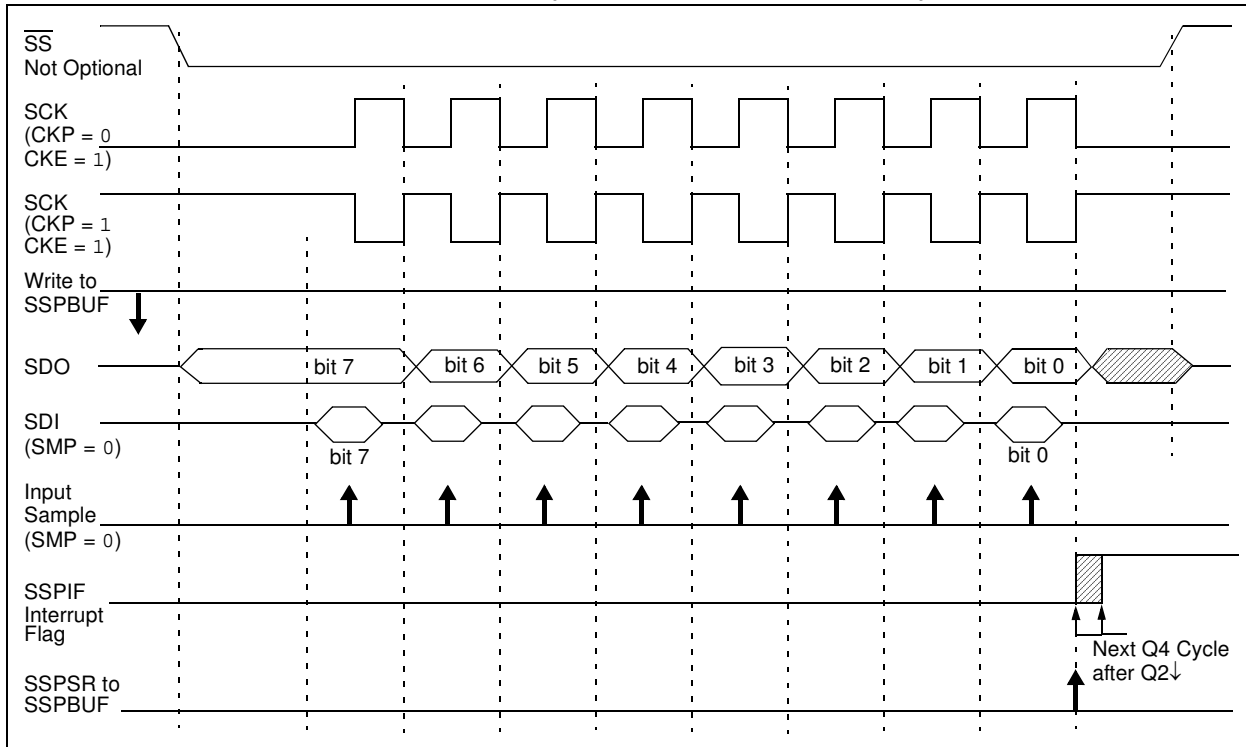 SS
Not Optional
SCK
(CKP = 0
CKE = 1)
SCK
(CKP = 1
CKE = 1)
Write to
SSPBUF
SDO
bit 7
bit 6
bit 5
bit 4
bit 3
bit 2
bit 1
bit 0
SDI
(SMP = 0)
bit 7
bit 0
Input
Sample
(SMP = 0)
SSPIF
Interrupt
Flag
Next Q4 Cycle
after Q2↓
SSPSR to
SSPBUF